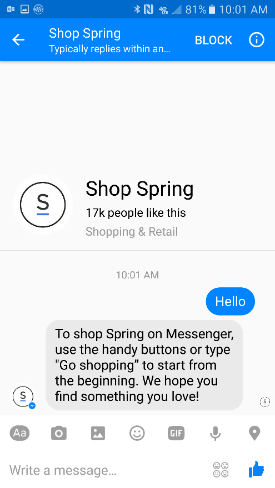 81% 10:01 AM
Shop Spring
Typically replies within an...
BLOCK
S
Shop Spring
17k people like this
Shopping & Retail
10:01 AM
Hello
To shop Spring on Messenger,
use the handy buttons or type
"Go shopping" to start from
the beginning. We hope you
find something you love!
S
Aa
GIF
Write a message...